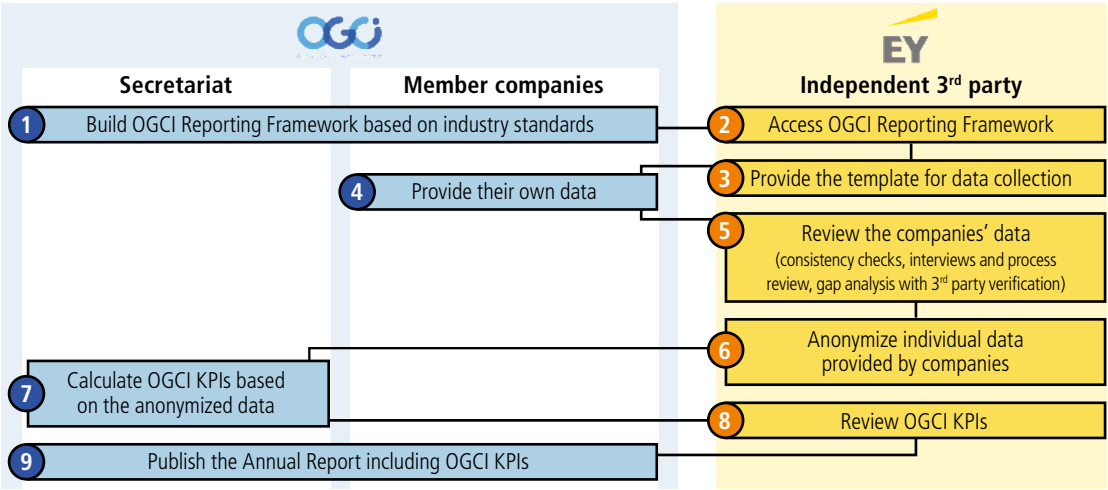 OGCI
EY
Secretariat
Member companies
Independent 3rd party
1
Build OGCI Reporting Framework based on industry standards
2
Access OGCI Reporting Framework
3
Provide the template for data collection
4
Provide their own data
5
Review the companies’ data
(consistency checks, interviews and process
review, gap analysis with 3rd party verification)
6
Anonymize individual data
provided by companies
7
Calculate OGCI KPIs based
on the anonymized data
8
Review OGCI KPIs
9
Publish the Annual Report including OGCI KPIs